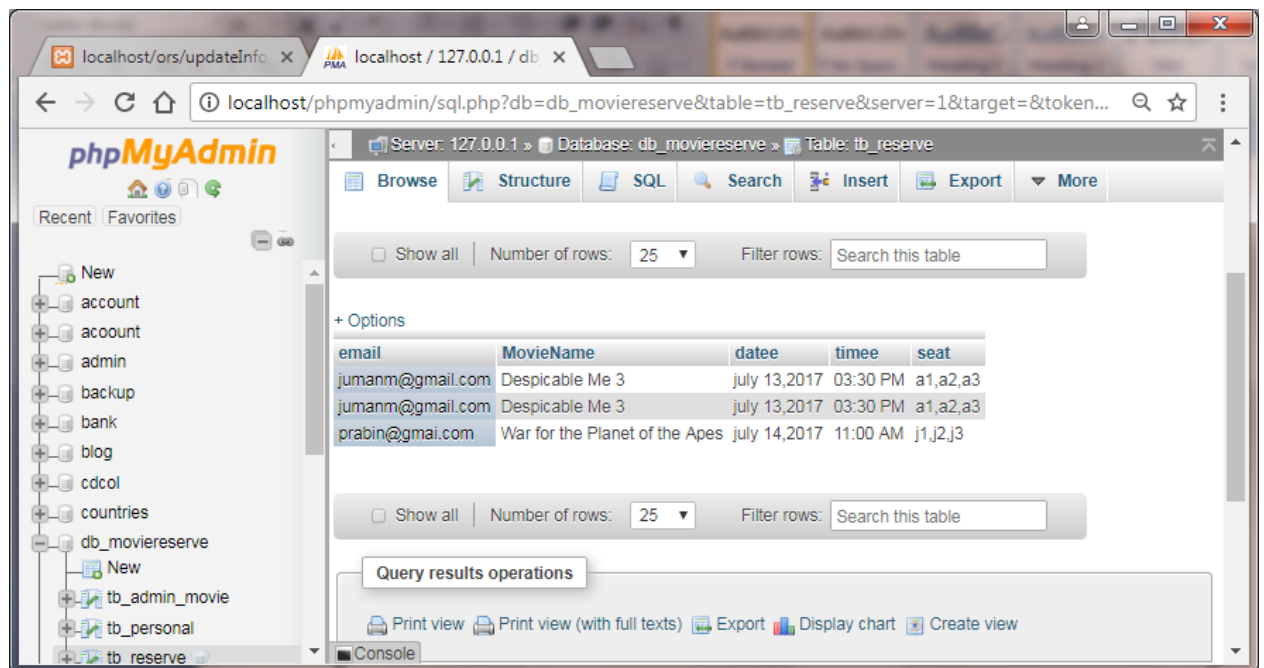 localhost/ors/updateInfo
localhost / 127.0.0.1 / db
localhost/phpmyadmin/sql.php?db=db_moviereserve&table=tb_reserve&server=1&target=&token...
phpMyAdmin
Recent Favorites
New
account
acoount
admin
backup
bank
blog
cdcol
countries
db_moviereserve
New
tb_admin_movie
tb_personal
tb_reserve
Server: 127.0.0.1 » Database: db_moviereserve » Table: tb_reserve
Browse Structure SQL Search Insert Export More
Show all Number of rows: 25 Filter rows: Search this table
+ Options
email MovieName datee timee seat
jumanm@gmail.com Despicable Me 3 july 13,2017 03:30 PM a1,a2,a3
jumanm@gmail.com Despicable Me 3 july 13,2017 03:30 PM a1,a2,a3
prabin@gmai.com War for the Planet of the Apes july 14,2017 11:00 AM j1,j2,j3
Show all Number of rows: 25 Filter rows: Search this table
Query results operations
Print view Print view (with full texts) Export Display chart Create view
Console